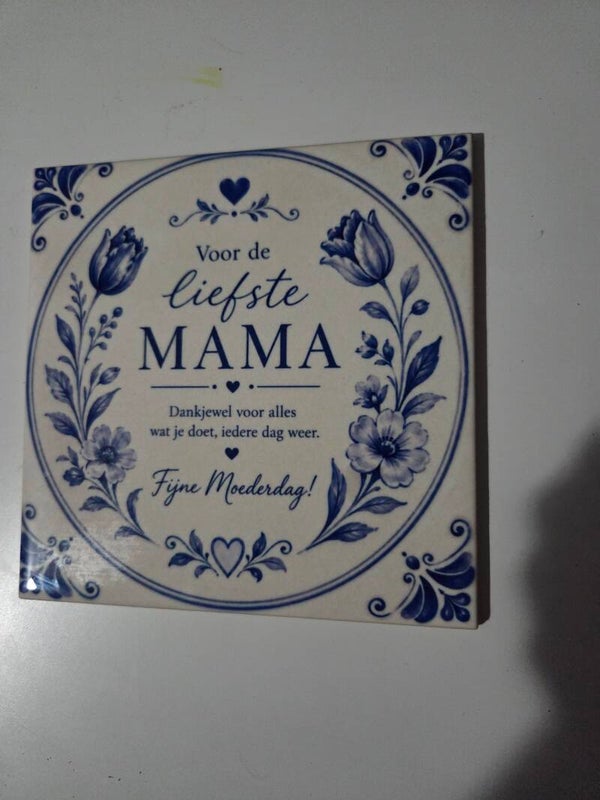 Voor de
liefste
MAMA
Dankjewel voor alles
wat je doet, iedere dag weer.
Fijne Moederdag!